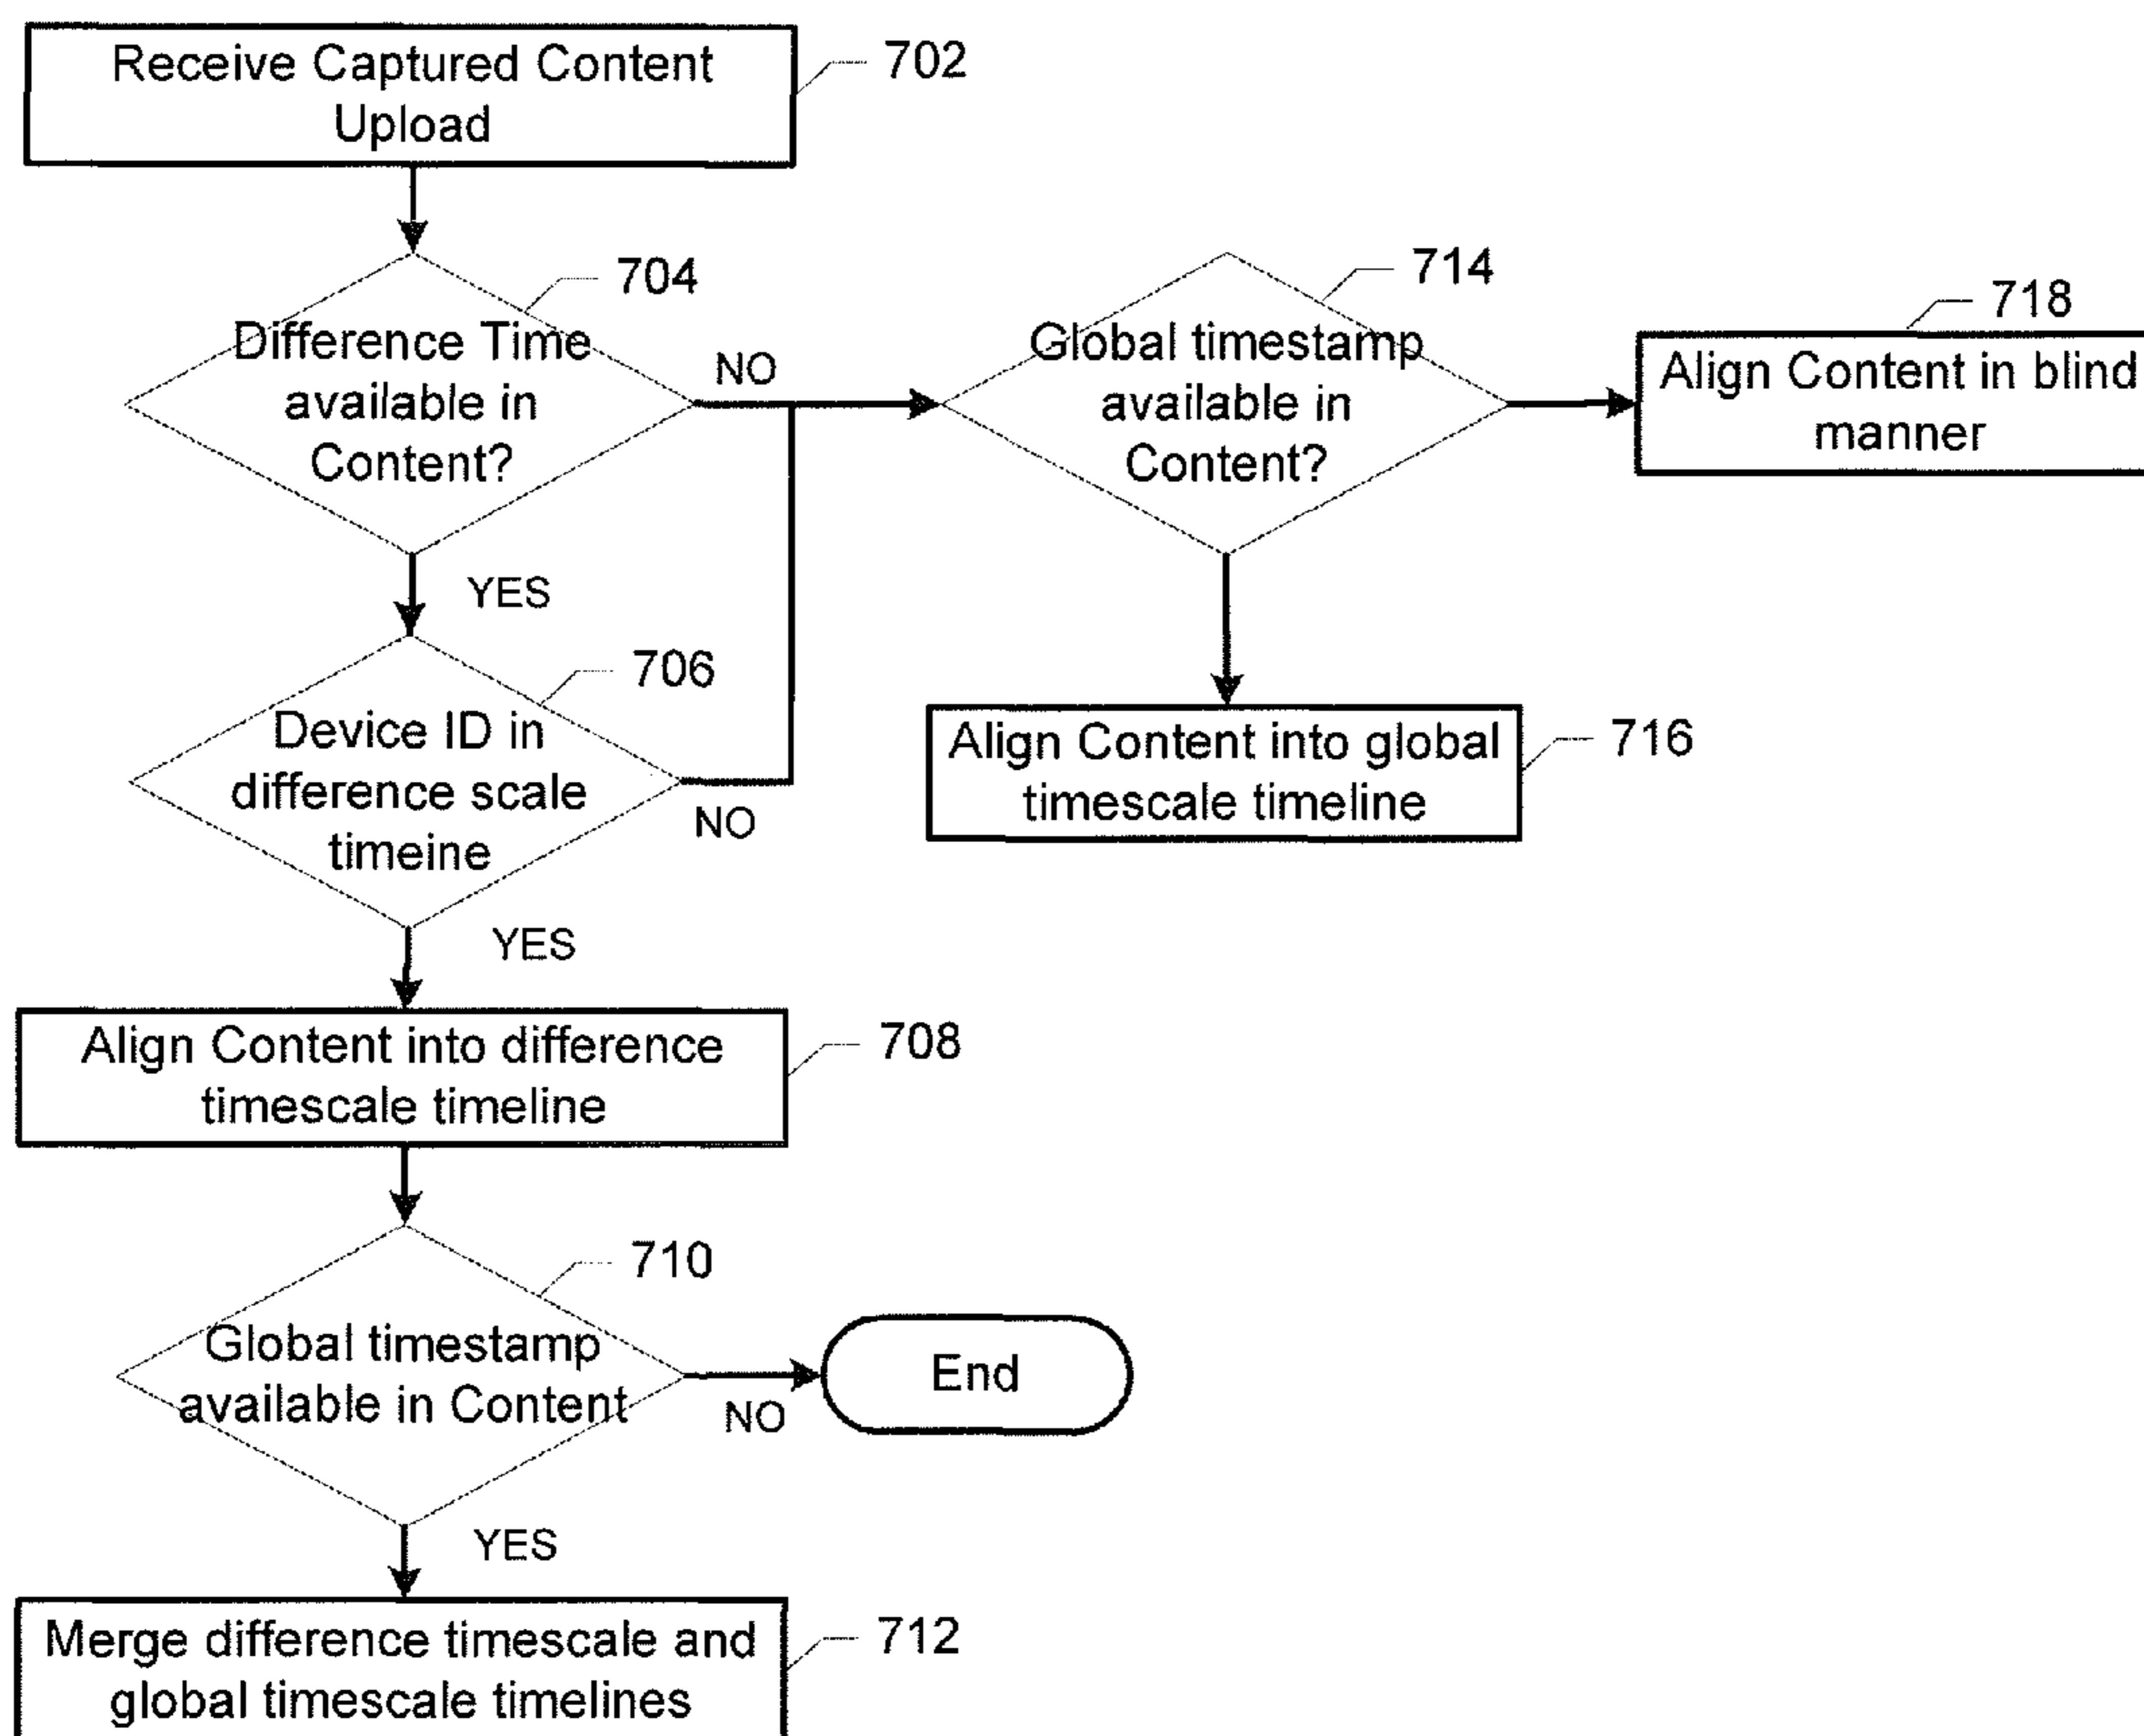 Receive Captured Content
Upload
702
Difference Time
available in
Content?
704
NO
YES
Global timestamp
available in
Content?
714
Align Content in blind
manner
718
Align Content into global
timescale timeline
716
Device ID in
difference scale
timeine
706
NO
YES
Align Content into difference
timescale timeline
708
Global timestamp
available in Content
710
NO
End
YES
Merge difference timescale and
global timescale timelines
712